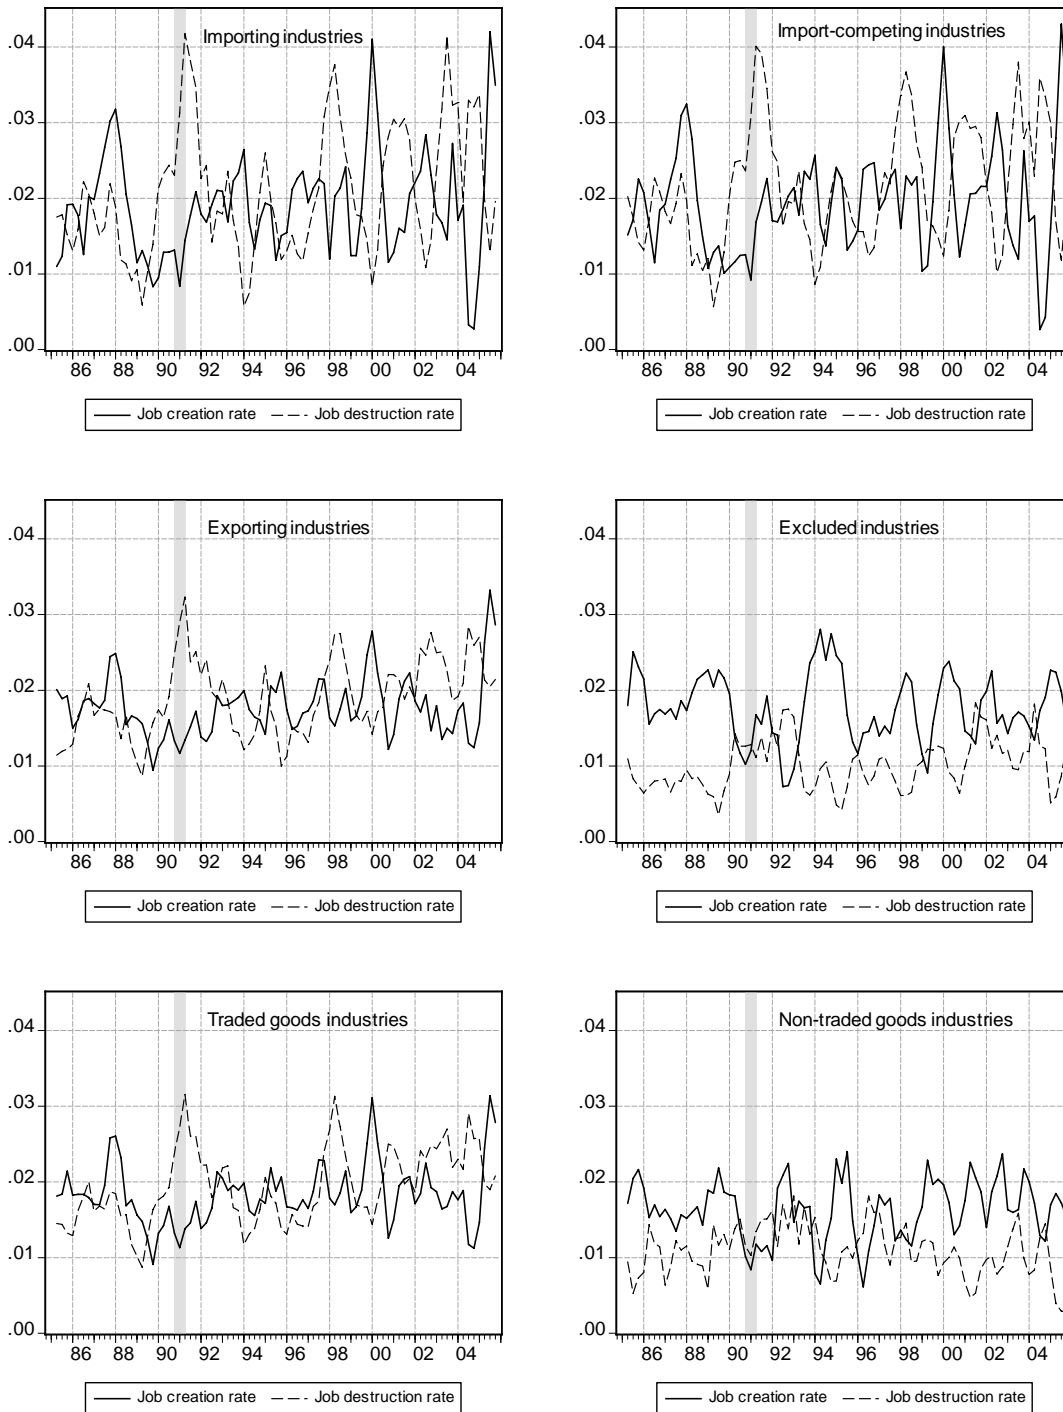 Importing industries
.04
.03
.02
.01
.00
86 88 90 92 94 96 98 00 02 04
Job creation rate Job destruction rate
Import-competing industries
.04
.03
.02
.01
.00
86 88 90 92 94 96 98 00 02 04
Job creation rate Job destruction rate
Exporting industries
.04
.03
.02
.01
.00
86 88 90 92 94 96 98 00 02 04
Job creation rate Job destruction rate
Excluded industries
.04
.03
.02
.01
.00
86 88 90 92 94 96 98 00 02 04
Job creation rate Job destruction rate
Traded goods industries
.04
.03
.02
.01
.00
86 88 90 92 94 96 98 00 02 04
Job creation rate Job destruction rate
Non-traded goods industries
.04
.03
.02
.01
.00
86 88 90 92 94 96 98 00 02 04
Job creation rate Job destruction rate